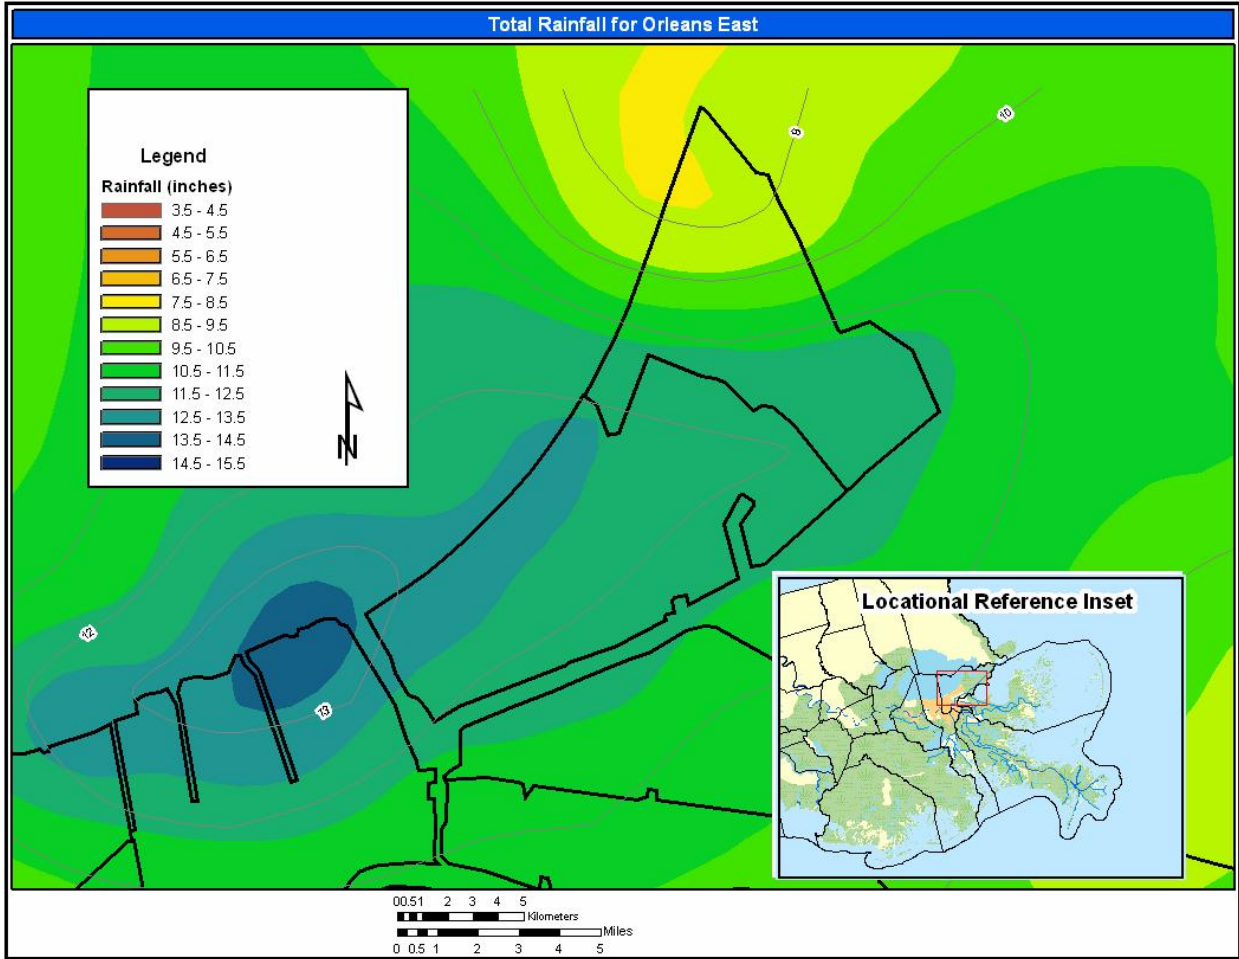 Total Rainfall for Orleans East
8
10
Legend
Rainfall (inches)
3.5 - 4.5
4.5 - 5.5
5.5 - 6.5
6.5 - 7.5
7.5 - 8.5
8.5 - 9.5
9.5 - 10.5
10.5 - 11.5
11.5 - 12.5
12.5 - 13.5
13.5 - 14.5
14.5 - 15.5
N
Locational Reference Inset
12
13
00.51 2 3 4 5
Kilometers
Miles
0 0.5 1 2 3 4 5